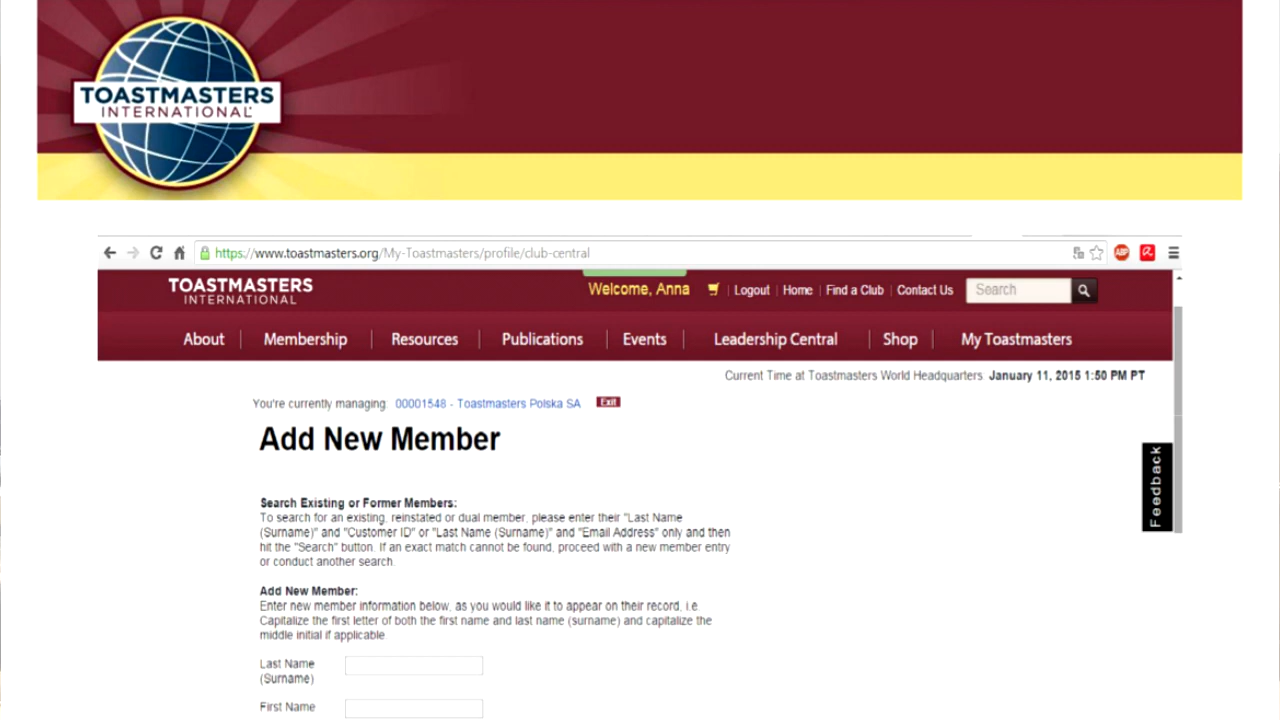 TOASTMASTERS
INTERNATIONAL
https://www.toastmasters.org/My-Toastmasters/profile/club-central
ABP
TOASTMASTERS
INTERNATIONAL
Welcome, Anna | Logout | Home | Find a Club | Contact Us Search
About | Membership | Resources | Publications | Events | Leadership Central | Shop | My Toastmasters
Current Time at Toastmasters World Headquarters January 11, 2015 1:50 PM PT
You're currently managing 00001548 - Toastmasters Polska SA Exit
Add New Member
Feedback
Search Existing or Former Members:
To search for an existing, reinstated or dual member, please enter their "Last Name
(Surname)" and "Customer ID" or "Last Name (Surname)" and "Email Address" only and then
hit the "Search" button. If an exact match cannot be found, proceed with a new member entry
or conduct another search.
Add New Member:
Enter new member information below, as you would like it to appear on their record, i.e.
Capitalize the first letter of both the first name and last name (surname) and capitalize the
middle initial if applicable.
Last Name
(Surname)
First Name